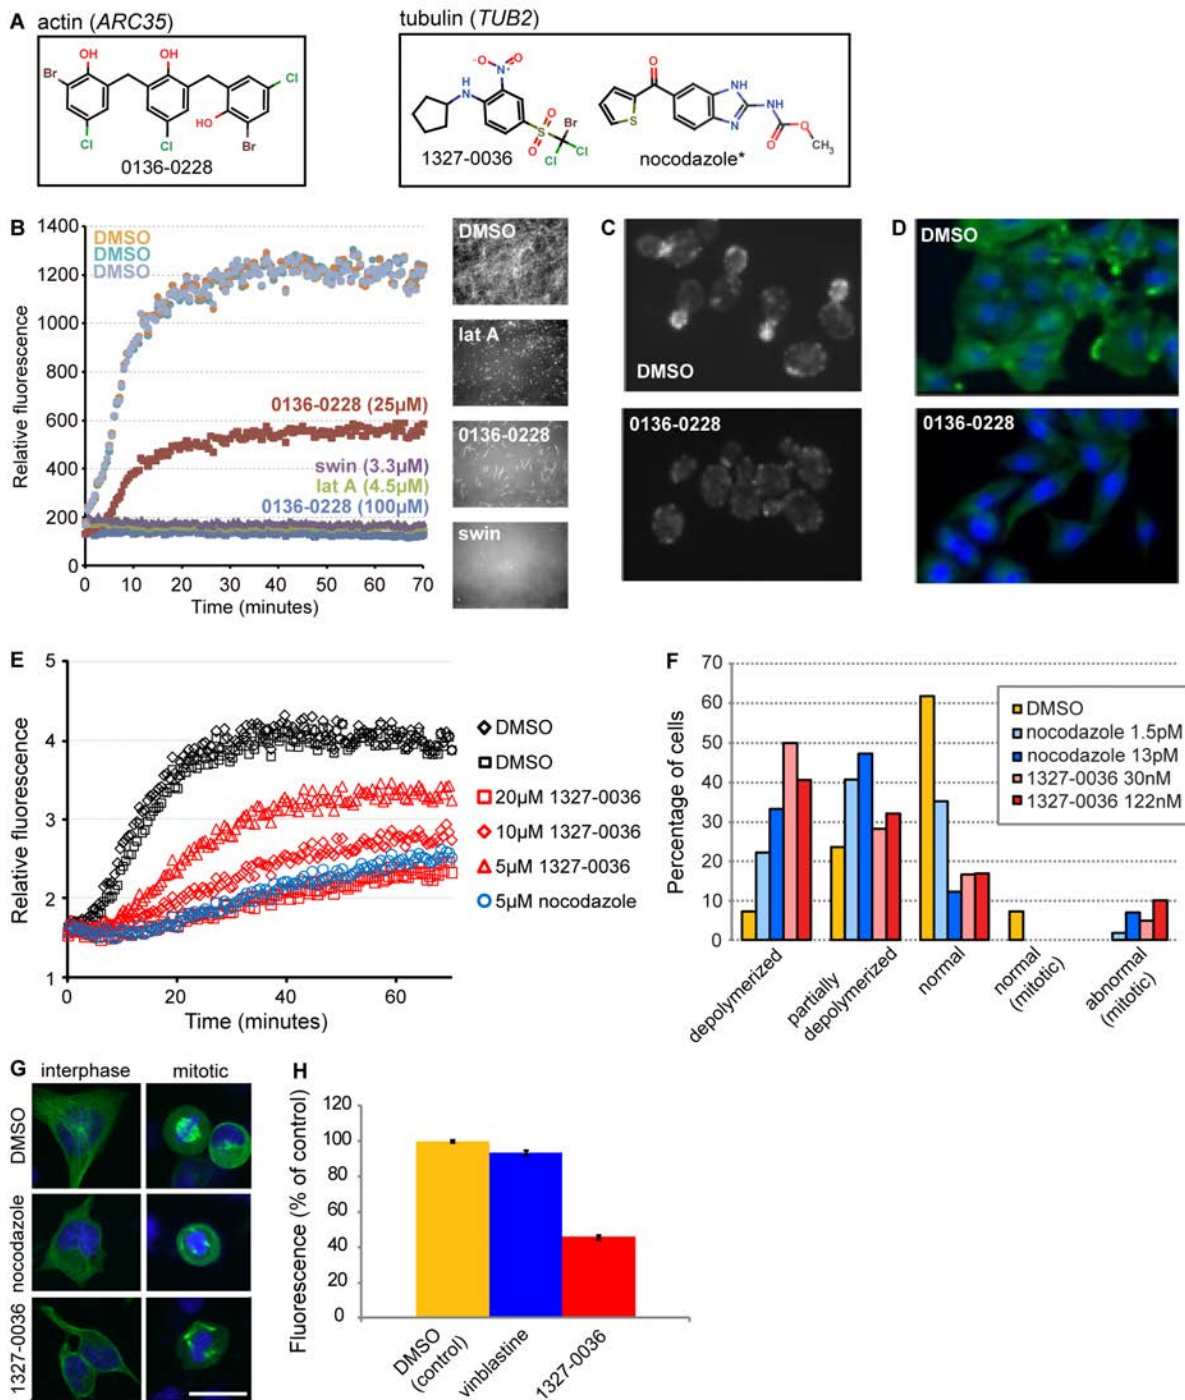 A actin (ARC35)
tubulin (TUB2)
OH
OH
Br
Cl
HO
Cl
Cl
Br
0136-0228
-O
O
N+
H
N
O
S
O
Br
Cl
Cl
1327-0036
O
S
NH
N
NH
O
O
CH3
nocodazole*
B
1400
1200
1000
800
600
400
200
0
Relative fluorescence
DMSO
DMSO
DMSO
0136-0228 (25µM)
swin (3.3µM)
lat A (4.5µM)
0136-0228 (100µM)
0 10 20 30 40 50 60 70
Time (minutes)
DMSO
lat A
0136-0228
swin
C
DMSO
0136-0228
D
DMSO
0136-0228
E
5
4
3
2
1
Relative fluorescence
0 20 40 60
Time (minutes)
DMSO
DMSO
20µM 1327-0036
10µM 1327-0036
5µM 1327-0036
5µM nocodazole
F
70
60
50
40
30
20
10
0
Percentage of cells
DMSO
nocodazole 1.5pM
nocodazole 13pM
1327-0036 30nM
1327-0036 122nM
depolymerized
partially
depolymerized
normal
normal
(mitotic)
abnormal
(mitotic)
G
interphase mitotic
DMSO
nocodazole
1327-0036
H
120
100
80
60
40
20
0
Fluorescence (% of control)
DMSO
(control)
vinblastine
1327-0036